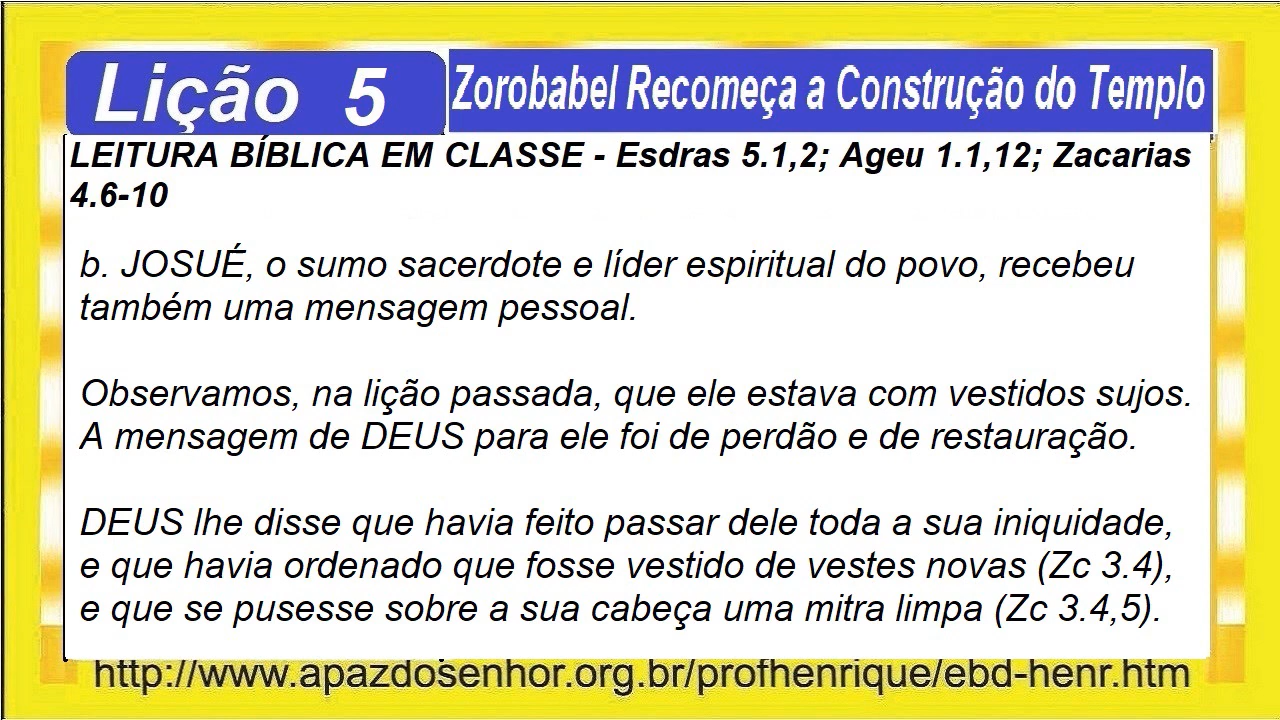 Lição 5 Zorobabel Recomeça a Construção do Templo
LEITURA BÍBLICA EM CLASSE - Esdras 5.1,2; Ageu 1.1,12; Zacarias
4.6-10
b. JOSUÉ, o sumo sacerdote e líder espiritual do povo, recebeu
também uma mensagem pessoal.
Observamos, na lição passada, que ele estava com vestidos sujos.
A mensagem de DEUS para ele foi de perdão e de restauração.
DEUS lhe disse que havia feito passar dele toda a sua iniquidade,
e que havia ordenado que fosse vestido de vestes novas (Zc 3.4),
e que se pusesse sobre a sua cabeça uma mitra limpa (Zc 3.4,5).
http://www.apazdosenhor.org.br/profhenrique/ebd-henr.htm